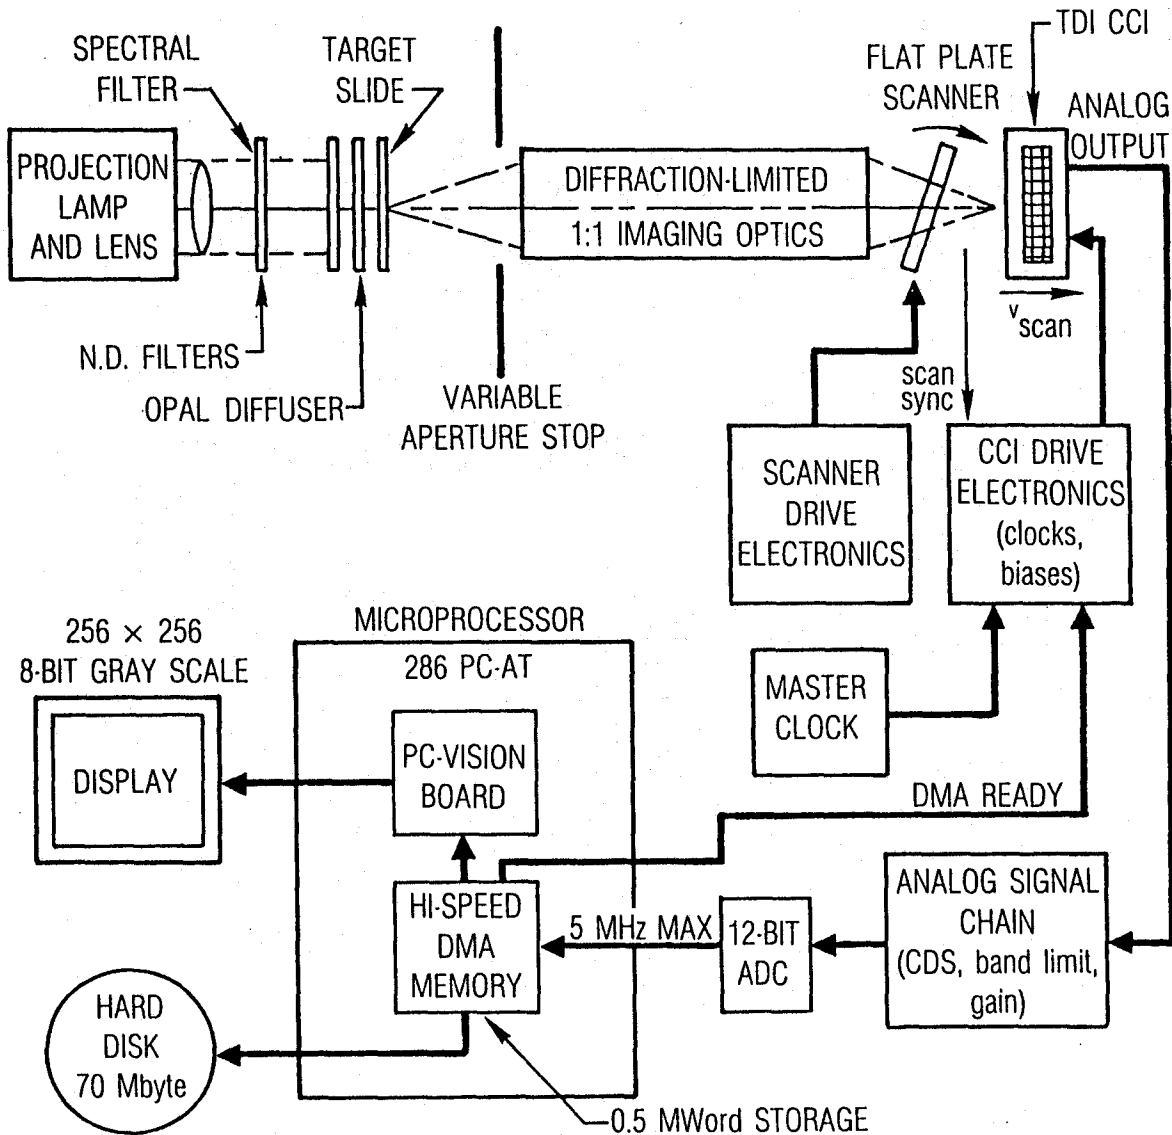 TDI CCI
SPECTRAL
FILTER
TARGET
SLIDE
FLAT PLATE
SCANNER
ANALOG
OUTPUT
PROJECTION
LAMP
AND LENS
DIFFRACTION-LIMITED
1:1 IMAGING OPTICS
v scan
N.D. FILTERS
OPAL DIFFUSER
VARIABLE
APERTURE STOP
scan
sync
SCANNER
DRIVE
ELECTRONICS
CCI DRIVE
ELECTRONICS
(clocks,
biases)
MICROPROCESSOR
256 × 256
8-BIT GRAY SCALE
286 PC-AT
MASTER
CLOCK
DISPLAY
PC-VISION
BOARD
DMA READY
HI-SPEED
DMA
MEMORY
5 MHz MAX
12-BIT
ADC
ANALOG SIGNAL
CHAIN
(CDS, band limit,
gain)
HARD
DISK
70 Mbyte
0.5 MWord STORAGE